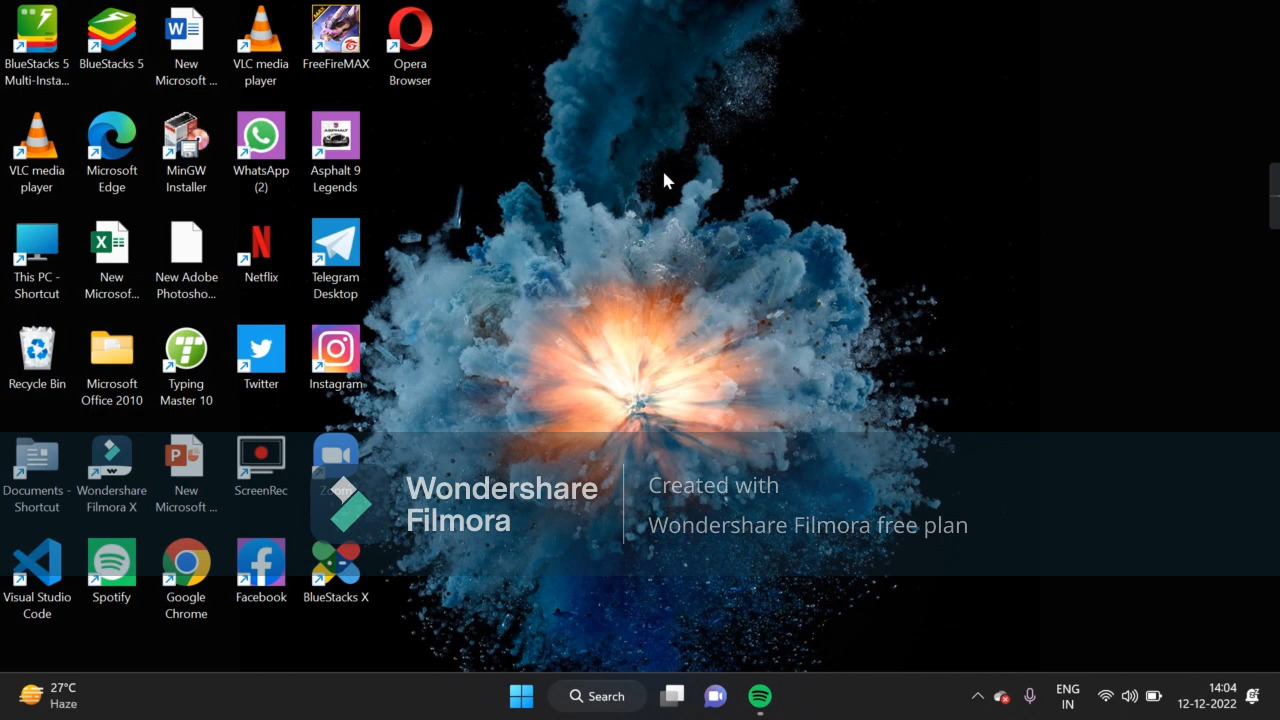 BlueStacks 5
Multi-Insta...
BlueStacks 5
New
Microsoft ...
VLC media
player
FreeFireMAX
Opera
Browser
VLC media
player
Microsoft
Edge
MinGW
Installer
WhatsApp
(2)
ASPHALT
Asphalt 9
Legends
This PC -
Shortcut
New
Microsof...
New Adobe
Photosho...
Netflix
Telegram
Desktop
Recycle Bin
Microsoft
Office 2010
Typing
Master 10
Twitter
Instagram
Documents -
Shortcut
Wondershare
Filmora X
New
Microsoft ...
ScreenRec
Zoom
Wondershare
Filmora
Created with
Wondershare Filmora free plan
Visual Studio
Code
Spotify
Google
Chrome
Facebook
BlueStacks X
27°C
Haze
Search
ENG
IN
14:04
12-12-2022